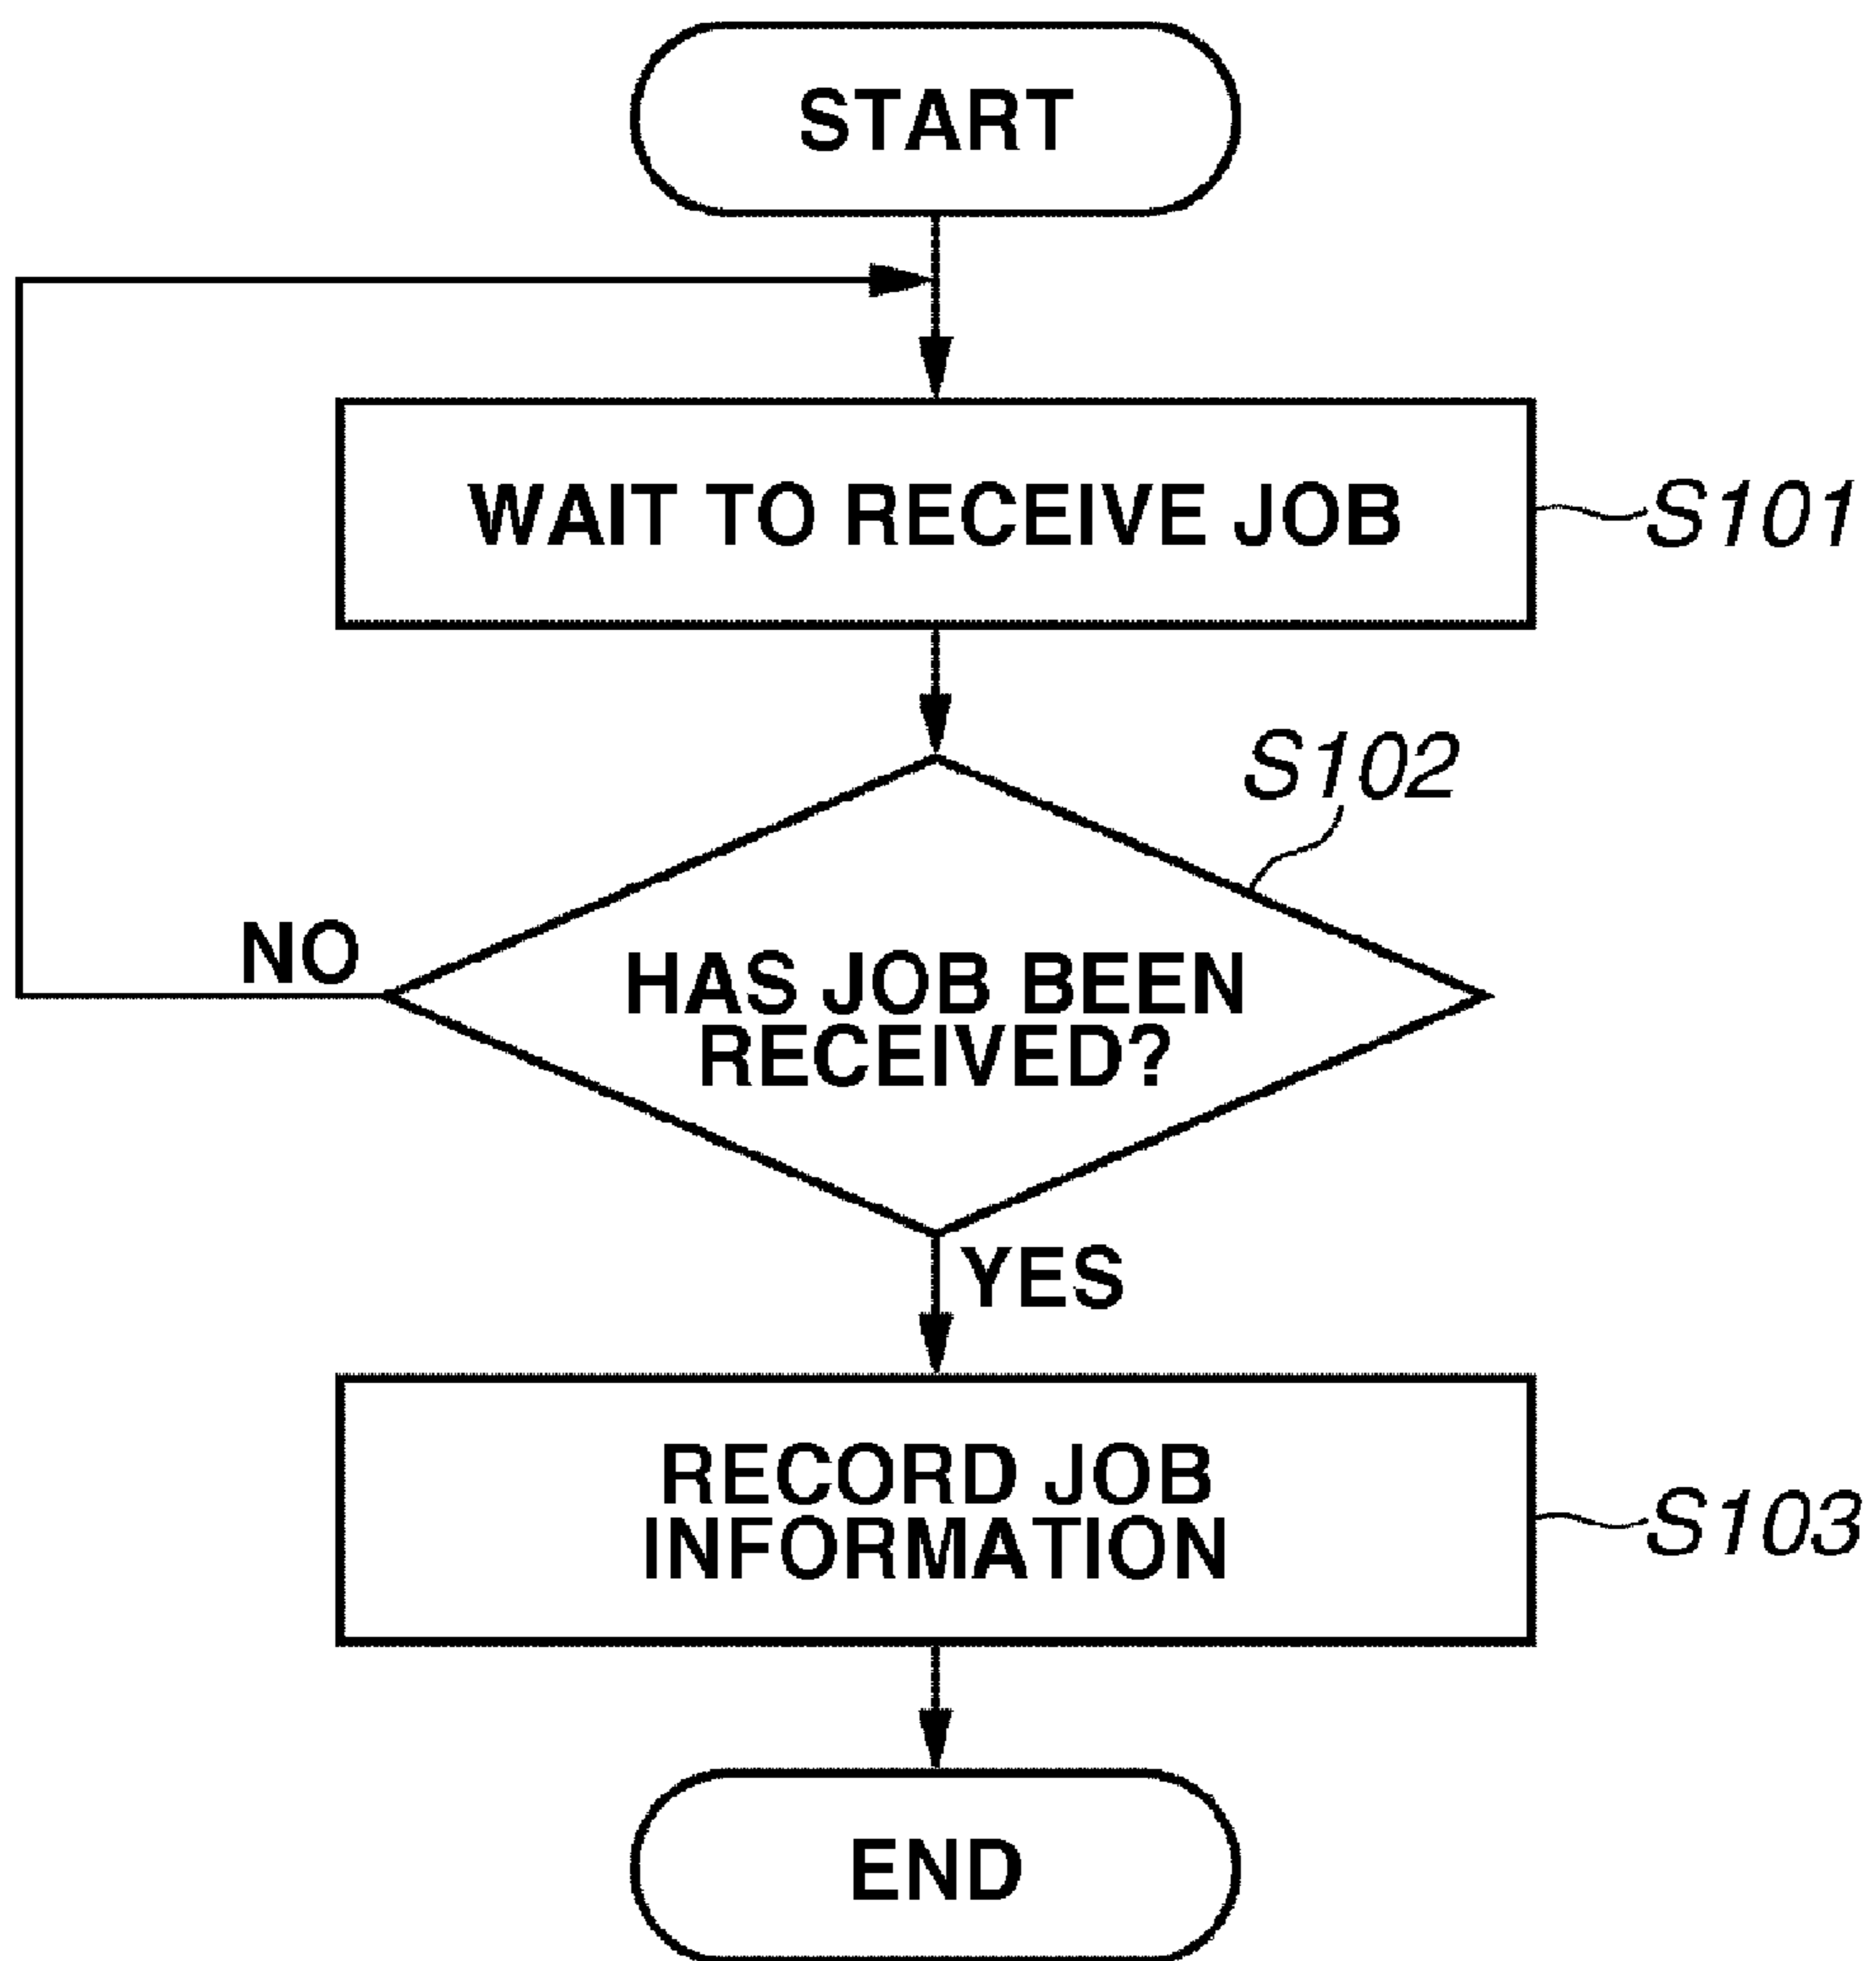 START
WAIT TO RECEIVE JOB
S101
S102
NO
HAS JOB BEEN
RECEIVED?
YES
RECORD JOB
INFORMATION
S103
END